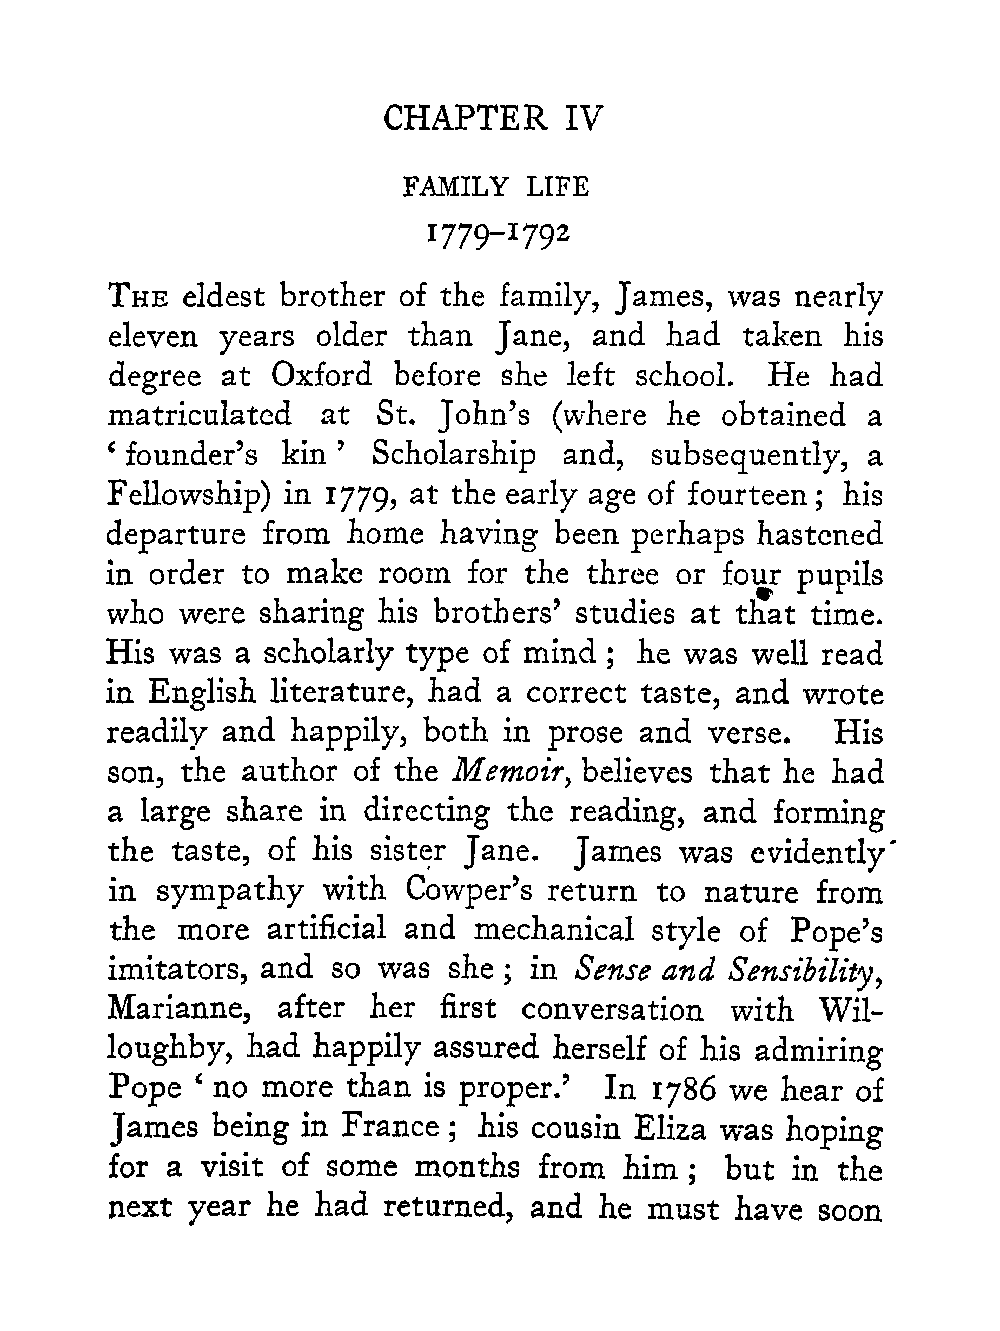 CHAPTER IV
FAMILY LIFE
1779–1792
THE eldest brother of the family, James, was nearly
eleven years older than Jane, and had taken his
degree at Oxford before she left school. He had
matriculated at St. John's (where he obtained a
‘ founder's kin ’ Scholarship and, subsequently, a
Fellowship) in 1779, at the early age of fourteen ; his
departure from home having been perhaps hastened
in order to make room for the three or four pupils
who were sharing his brothers' studies at that time.
His was a scholarly type of mind ; he was well read
in English literature, had a correct taste, and wrote
readily and happily, both in prose and verse. His
son, the author of the Memoir, believes that he had
a large share in directing the reading, and forming
the taste, of his sister Jane. James was evidently
in sympathy with Cowper's return to nature from
the more artificial and mechanical style of Pope's
imitators, and so was she ; in Sense and Sensibility,
Marianne, after her first conversation with Wil-
loughby, had happily assured herself of his admiring
Pope ‘ no more than is proper.’ In 1786 we hear of
James being in France ; his cousin Eliza was hoping
for a visit of some months from him ; but in the
next year he had returned, and he must have soon